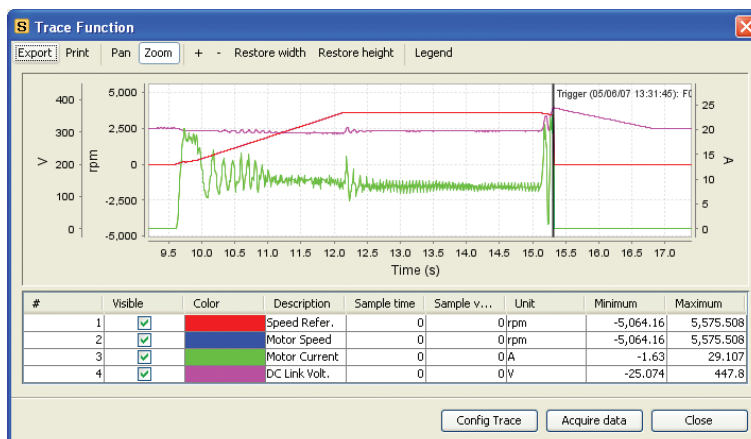 S Trace Function
Export Print Pan Zoom + - Restore width Restore height Legend
Trigger (05/06/07 13:31:45): F0
400 300 200 100 0
V
5,000 2,500 0 -2,500 -5,000
rpm
25 20 15 10 5 0
A
9.5 10.0 10.5 11.0 11.5 12.0 12.5 13.0 13.5 14.0 14.5 15.0 15.5 16.0 16.5 17.0
Time (s)
# Visible Color Description Sample time Sample v... Unit Minimum Maximum
1 Speed Refer. 0 0 rpm -5,064.16 5,575.508
2 Motor Speed 0 0 rpm -5,064.16 5,575.508
3 Motor Current 0 0 A -1.63 29.107
4 DC Link Volt. 0 0 V -25.074 447.8
Config Trace Acquire data Close